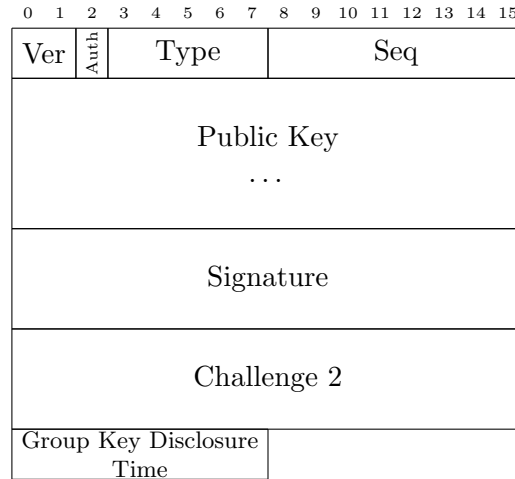 0 1 2 3 4 5 6 7 8 9 10 11 12 13 14 15
Ver Auth Type Seq
Public Key
...
Signature
Challenge 2
Group Key Disclosure
Time